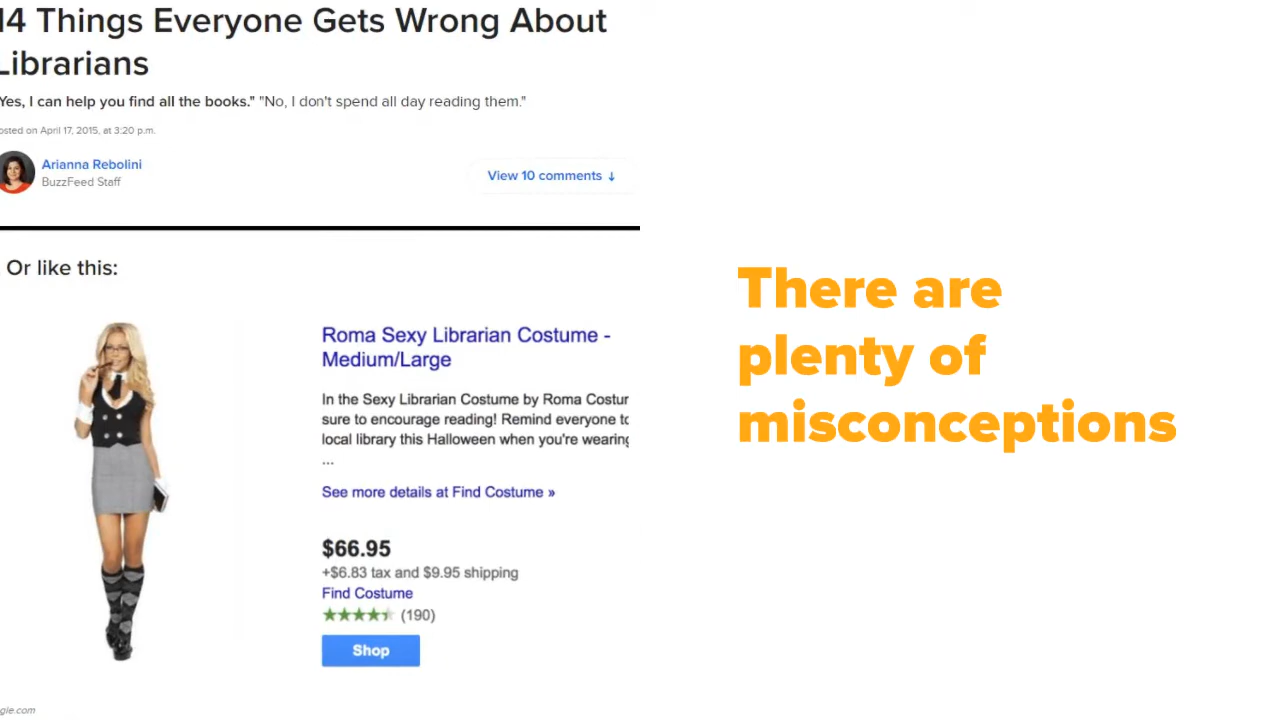 14 Things Everyone Gets Wrong About
Librarians
Yes, I can help you find all the books." "No, I don't spend all day reading them."
osted on April 17, 2015, at 3:20 p.m.
Arianna Rebolini
BuzzFeed Staff
View 10 comments ↓
Or like this:
Roma Sexy Librarian Costume -
Medium/Large
In the Sexy Librarian Costume by Roma Costur
sure to encourage reading! Remind everyone to
local library this Halloween when you're wearing
...
See more details at Find Costume »
$66.95
+$6.83 tax and $9.95 shipping
Find Costume
(190)
Shop
gle.com
There are
plenty of
misconceptions